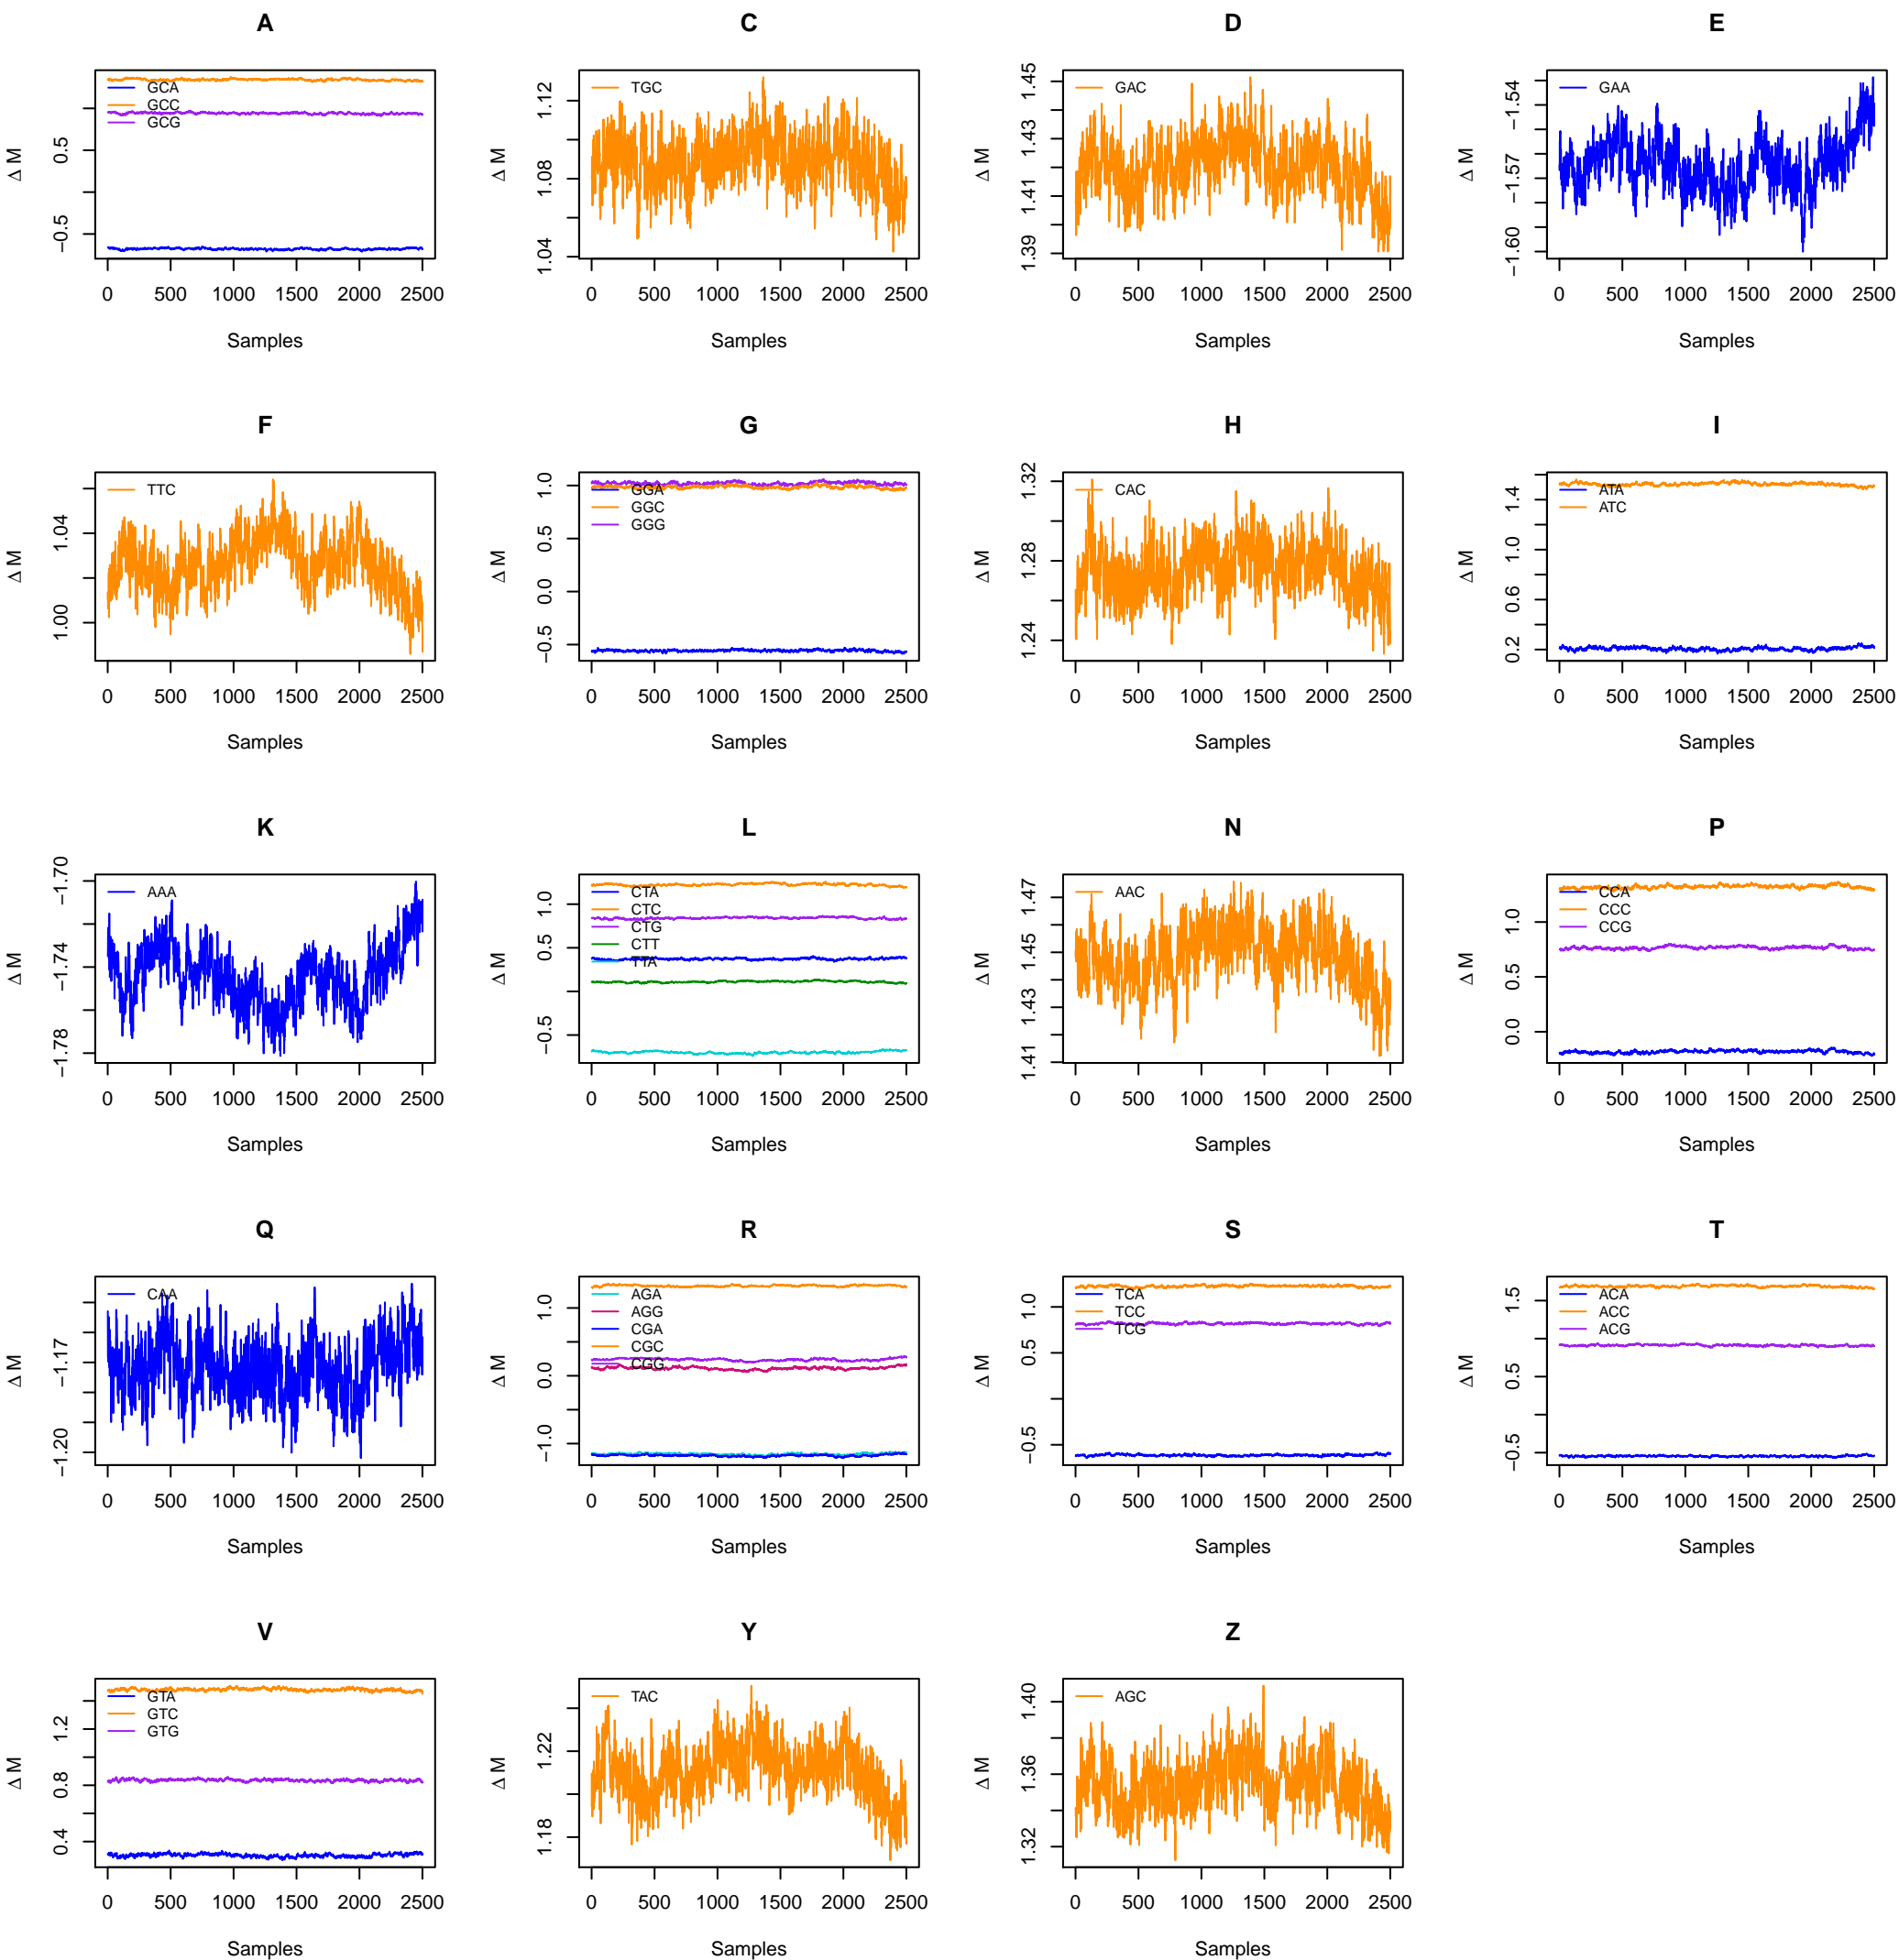 A
ΔM
0.5
−0.5
GCA
GCC
GCG
0 500 1000 1500 2000 2500
Samples
C
ΔM
1.12
1.08
1.04
TGC
0 500 1000 1500 2000 2500
Samples
D
ΔM
1.45
1.43
1.41
1.39
GAC
0 500 1000 1500 2000 2500
Samples
E
ΔM
−1.54
−1.57
−1.60
GAA
0 500 1000 1500 2000 2500
Samples
F
ΔM
1.04
1.00
TTC
0 500 1000 1500 2000 2500
Samples
G
ΔM
1.0
0.5
0.0
−0.5
GGA
GGC
GGG
0 500 1000 1500 2000 2500
Samples
H
ΔM
1.32
1.28
1.24
CAC
0 500 1000 1500 2000 2500
Samples
I
ΔM
1.4
1.0
0.6
0.2
ATA
ATC
0 500 1000 1500 2000 2500
Samples
K
ΔM
−1.70
−1.74
−1.78
AAA
0 500 1000 1500 2000 2500
Samples
L
ΔM
1.0
0.5
−0.5
CTA
CTC
CTG
CTT
TTA
0 500 1000 1500 2000 2500
Samples
N
ΔM
1.47
1.45
1.43
1.41
AAC
0 500 1000 1500 2000 2500
Samples
P
ΔM
1.0
0.5
0.0
CCA
CCC
CCG
0 500 1000 1500 2000 2500
Samples
Q
ΔM
−1.17
−1.20
CAA
0 500 1000 1500 2000 2500
Samples
R
ΔM
1.0
0.0
−1.0
AGA
AGG
CGA
CGC
CGG
0 500 1000 1500 2000 2500
Samples
S
ΔM
1.0
0.5
−0.5
TCA
TCC
TCG
0 500 1000 1500 2000 2500
Samples
T
ΔM
1.5
0.5
−0.5
ACA
ACC
ACG
0 500 1000 1500 2000 2500
Samples
V
ΔM
1.2
0.8
0.4
GTA
GTC
GTG
0 500 1000 1500 2000 2500
Samples
Y
ΔM
1.22
1.18
TAC
0 500 1000 1500 2000 2500
Samples
Z
ΔM
1.40
1.36
1.32
AGC
0 500 1000 1500 2000 2500
Samples